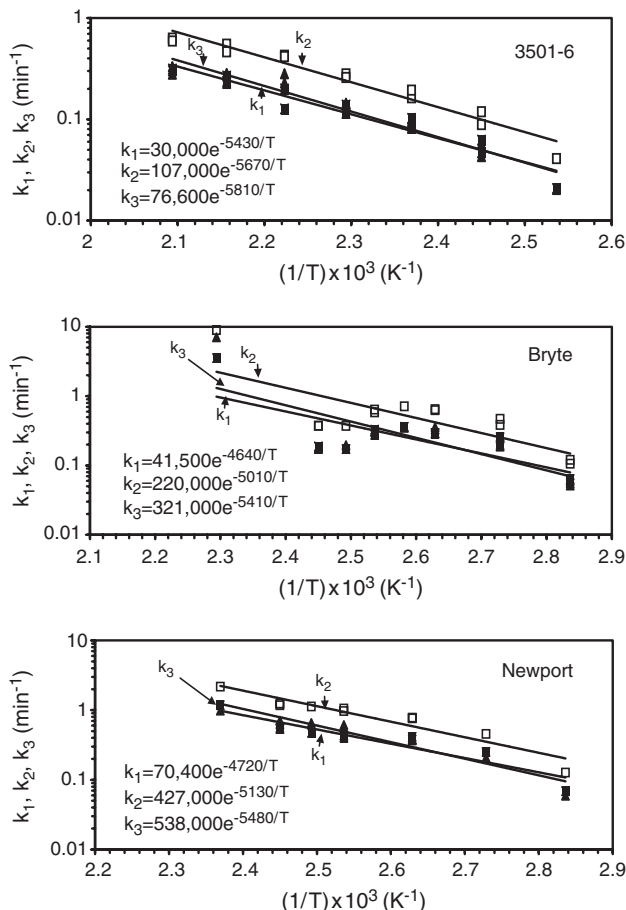 3501-6
1
0.1
0.01
k₁, k₂, k₃ (min⁻¹)
k₃
k₂
k₁
k₁=30,000e⁻⁵⁴³⁰/ᵀ
k₂=107,000e⁻⁵⁶⁷⁰/ᵀ
k₃=76,600e⁻⁵⁸¹⁰/ᵀ
2 2.1 2.2 2.3 2.4 2.5 2.6
(1/T)x10³ (K⁻¹)
Bryte
10
1
0.1
0.01
k₁, k₂, k₃ (min⁻¹)
k₃
k₂
k₁
k₁=41,500e⁻⁴⁶⁴⁰/ᵀ
k₂=220,000e⁻⁵⁰¹⁰/ᵀ
k₃=321,000e⁻⁵⁴¹⁰/ᵀ
2.1 2.2 2.3 2.4 2.5 2.6 2.7 2.8 2.9
(1/T)x10³ (K⁻¹)
Newport
10
1
0.1
0.01
k₁, k₂, k₃ (min⁻¹)
k₃
k₂
k₁
k₁=70,400e⁻⁴⁷²⁰/ᵀ
k₂=427,000e⁻⁵¹³⁰/ᵀ
k₃=538,000e⁻⁵⁴⁸⁰/ᵀ
2.2 2.3 2.4 2.5 2.6 2.7 2.8 2.9
(1/T)x10³ (K⁻¹)